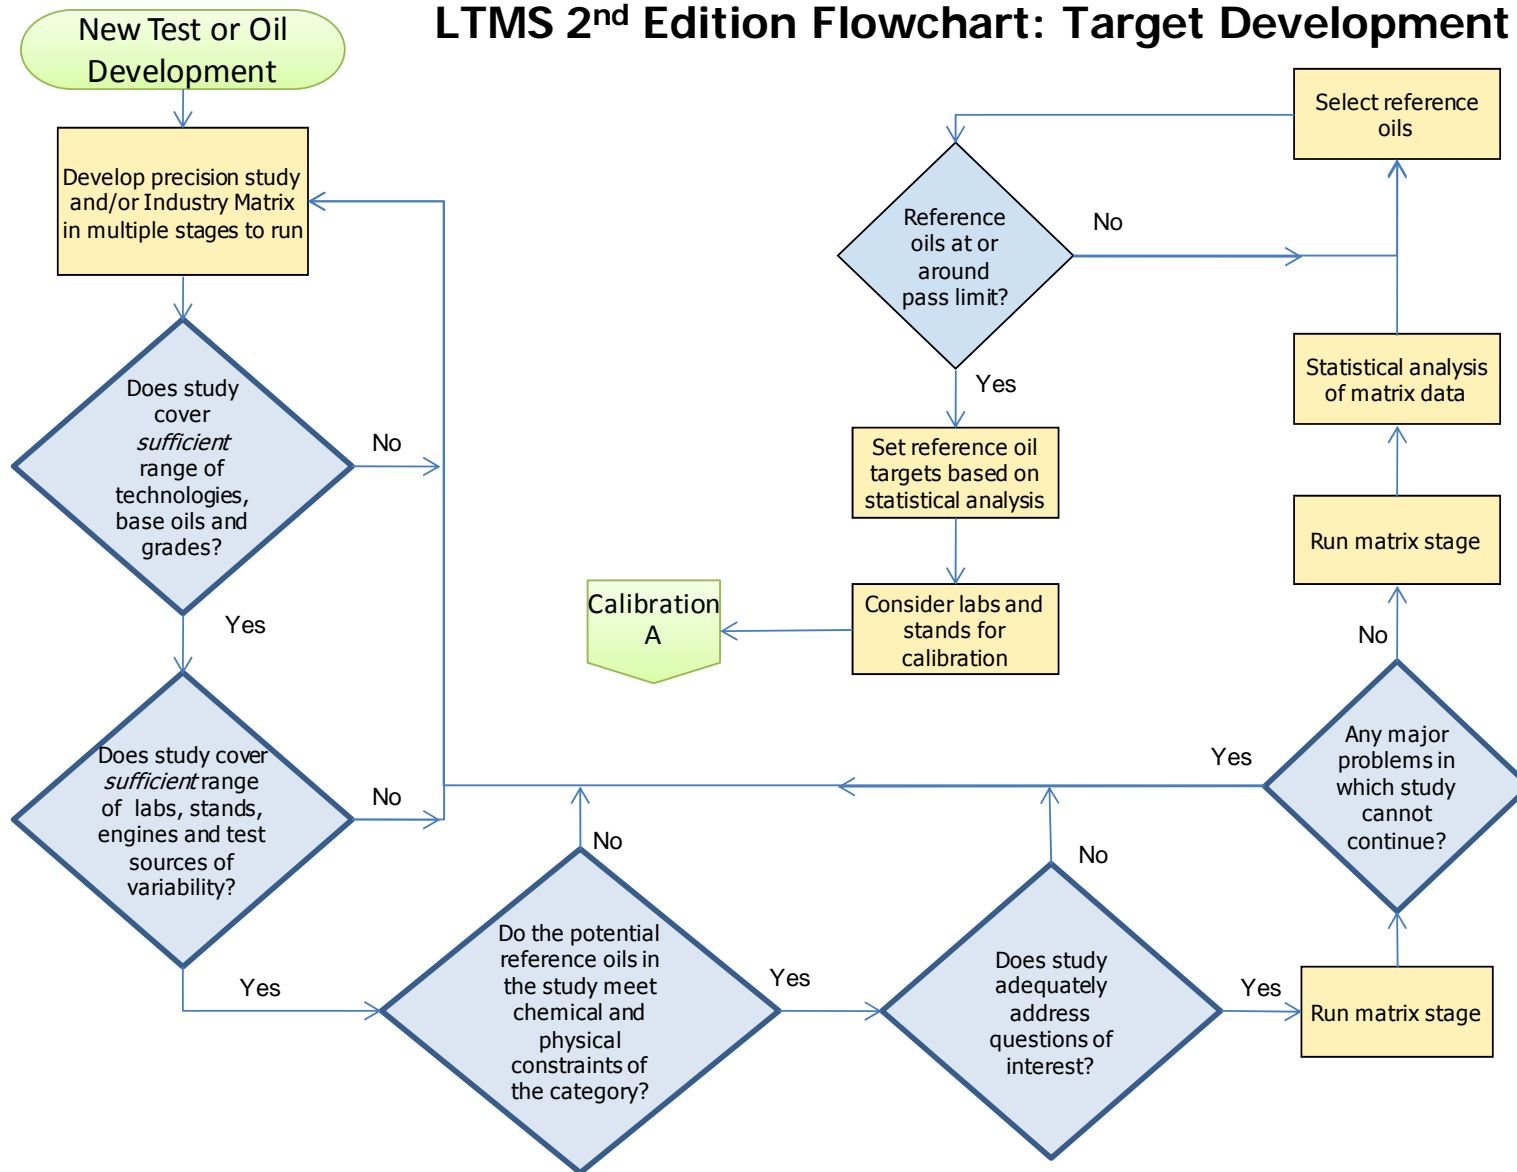 LTMS 2nd Edition Flowchart: Target Development
New Test or Oil
Development
Develop precision study
and/or Industry Matrix
in multiple stages to run
Does study
cover
sufficient
range of
technologies,
base oils and
grades?
No
Yes
Does study cover
sufficient range
of labs, stands,
engines and test
sources of
variability?
No
Yes
Do the potential
reference oils in
the study meet
chemical and
physical
constraints of
the category?
No
Yes
Does study
adequately
address
questions of
interest?
No
Yes
Run matrix stage
Any major
problems in
which study
cannot
continue?
Yes
No
Run matrix stage
Statistical analysis
of matrix data
Select reference
oils
Reference
oils at or
around
pass limit?
No
Yes
Set reference oil
targets based on
statistical analysis
Consider labs and
stands for
calibration
Calibration
A